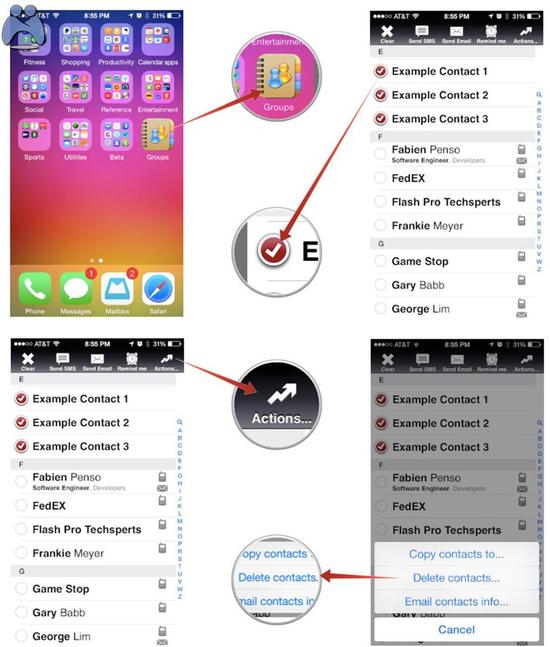 ●●●○○ AT&T 8:55 PM 31%
Fitness Shopping Productivity Calendar apps
Social Travel Reference Entertainment
Sports Utilities Beta Groups
1 2
Phone Messages Mailbox Safari
Entertainmen
Groups
E
●●●○○ AT&T 8:55 PM 31%
Clear Send SMS Send Email Remind me Actions...
E
Example Contact 1
Example Contact 2
Example Contact 3
F
Fabien Penso
Software Engineer, Developers
FedEX
Flash Pro Techsperts
Frankie Meyer
G
Game Stop
Gary Babb
George Lim
A
B
C
D
E
F
G
H
I
J
K
L
M
N
O
P
Q
R
S
T
U
V
W
Z
●●●○○ AT&T 8:55 PM 31%
Clear Send SMS Send Email Remind me Actions...
E
Example Contact 1
Example Contact 2
Example Contact 3
F
Fabien Penso
Software Engineer, Developers
FedEX
Flash Pro Techsperts
Frankie Meyer
G
Game Stop
Gary Babb
George Lim
A
B
C
D
E
F
G
H
I
J
K
L
M
N
O
P
Q
R
S
T
U
V
W
Z
Actions...
opy contacts
Delete contacts.
mail contacts in
●●●○○ AT&T 8:55 PM 31%
Clear Send SMS Send Email Remind me Actions...
E
Example Contact 1
Example Contact 2
Example Contact 3
F
Fabien Penso
Software Engineer, Developers
FedEX
Flash Pro Techsperts
Copy contacts to...
Delete contacts...
Email contacts info...
Cancel